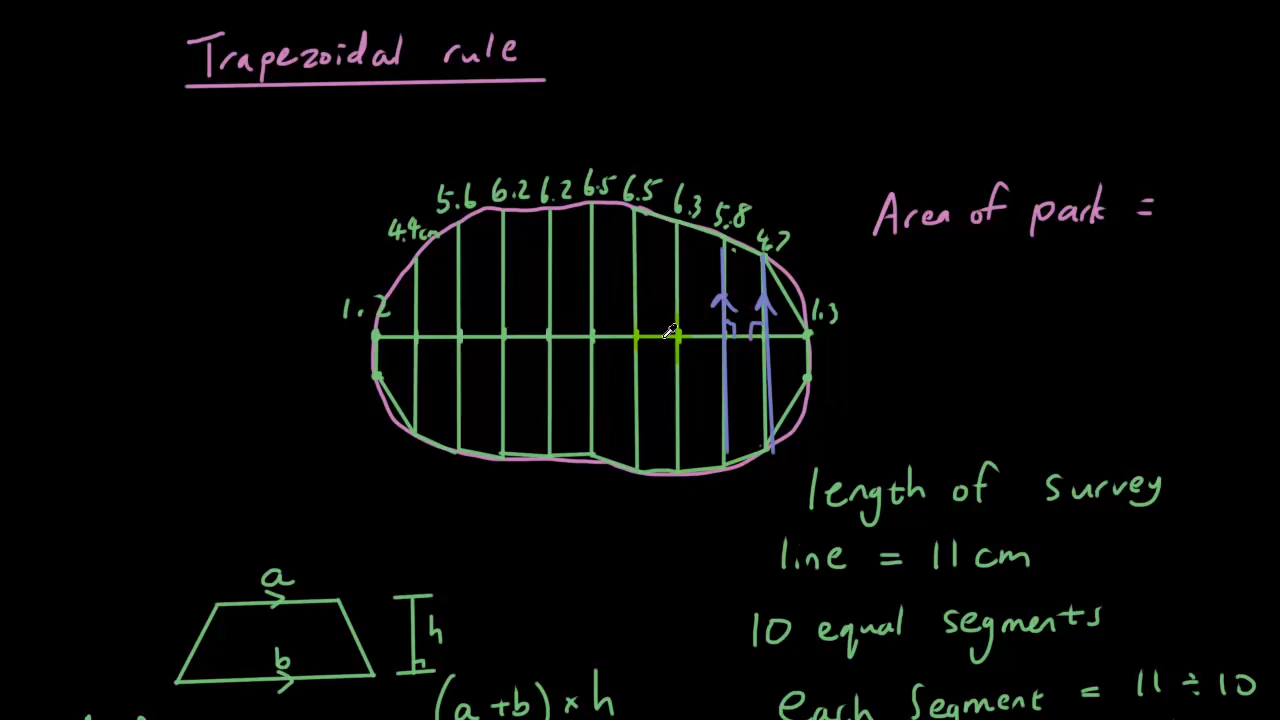 Trapezoidal rule
1.2 4.4cm 5.6 6.2 6.2 6.5 6.5 6.3 5.8 4.7 1.3
Area of park =
length of survey
line = 11 cm
10 equal segments
each segment = 11 ÷ 10
a
h
b
(a+b) × h